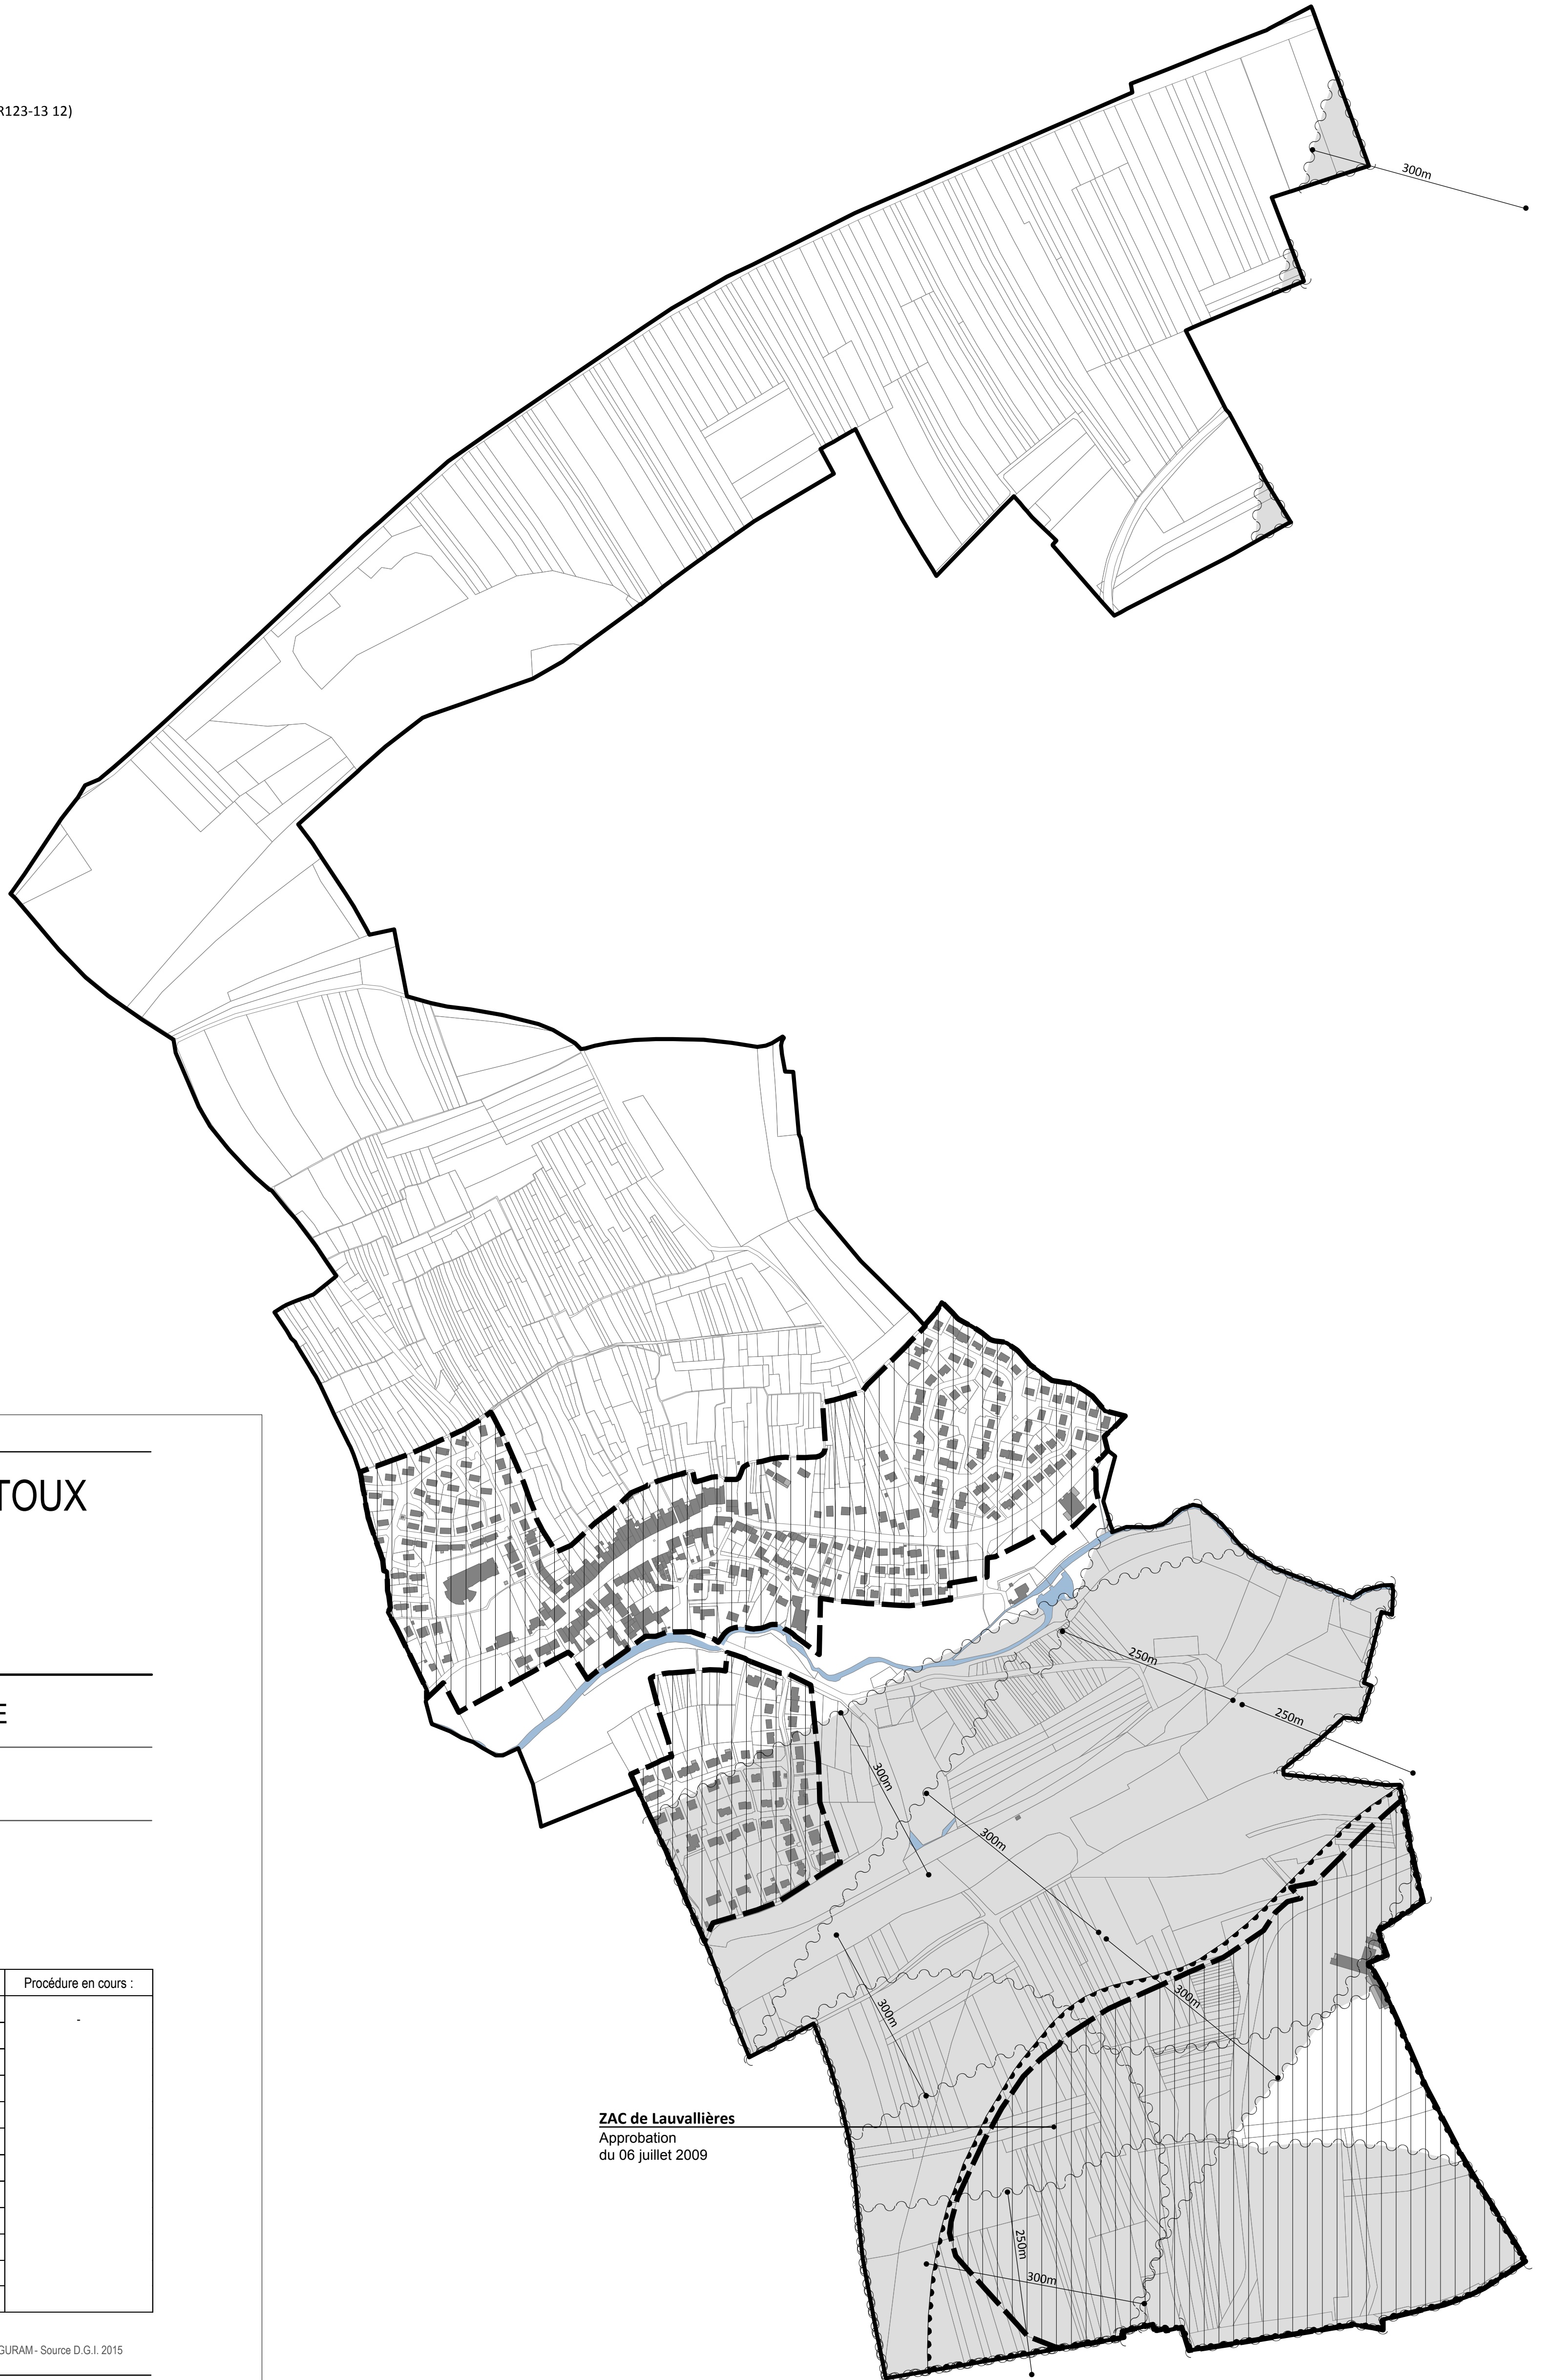 R123-13 12)
300m
250m
250m
300m
300m
300m
300m
ZAC de Lauvallières
Approbation
du 06 juillet 2009
250m
300m
TOUX
E
Procédure en cours :
-
GURAM - Source D.G.I. 2015